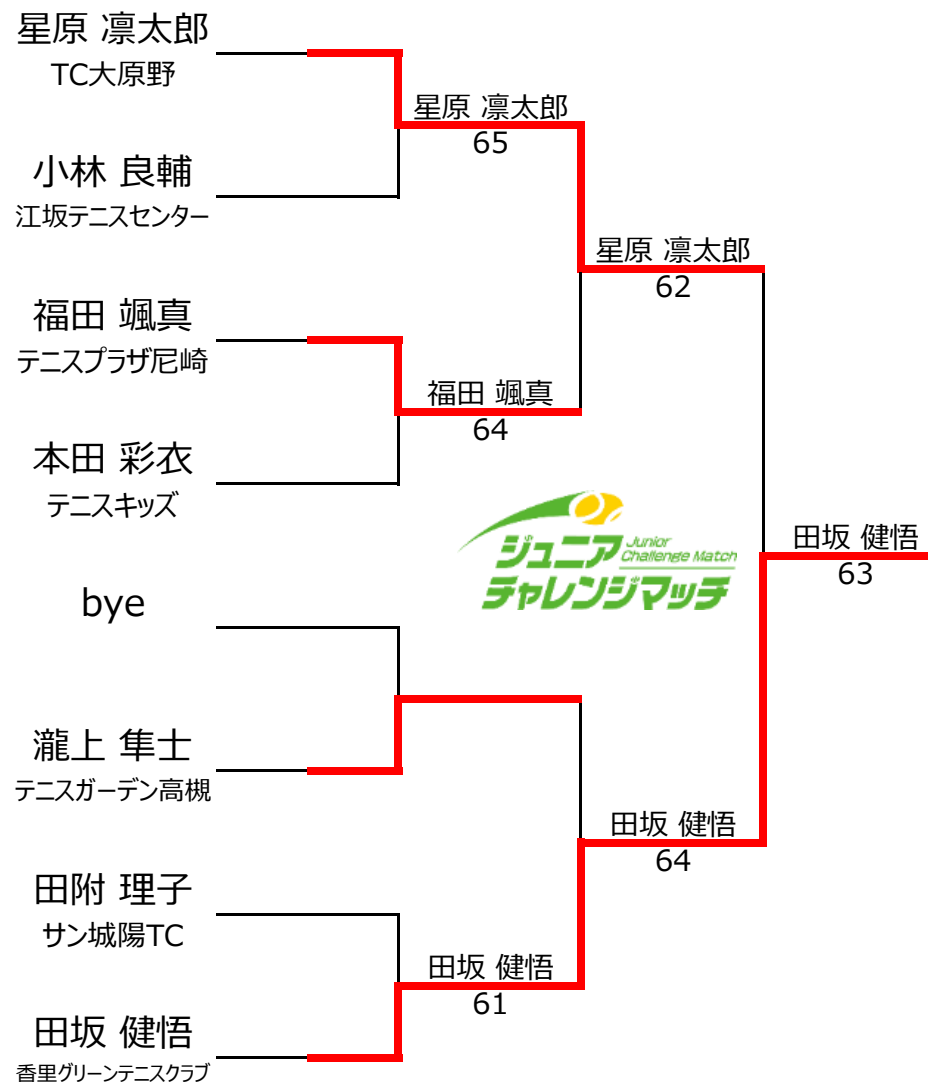 星原 凛太郎
TC大原野
小林 良輔
江坂テニスセンター
福田 颯真
テニスプラザ尼崎
本田 彩衣
テニスキッズ
bye
瀧上 隼士
テニスガーデン高槻
田附 理子
サン城陽TC
田坂 健悟
香里グリーンテニスクラブ
星原 凛太郎
65
福田 颯真
64
田坂 健悟
61
星原 凛太郎
62
田坂 健悟
64
田坂 健悟
63
ジュニア
Junior
Challenge Match
チャレンジマッチ